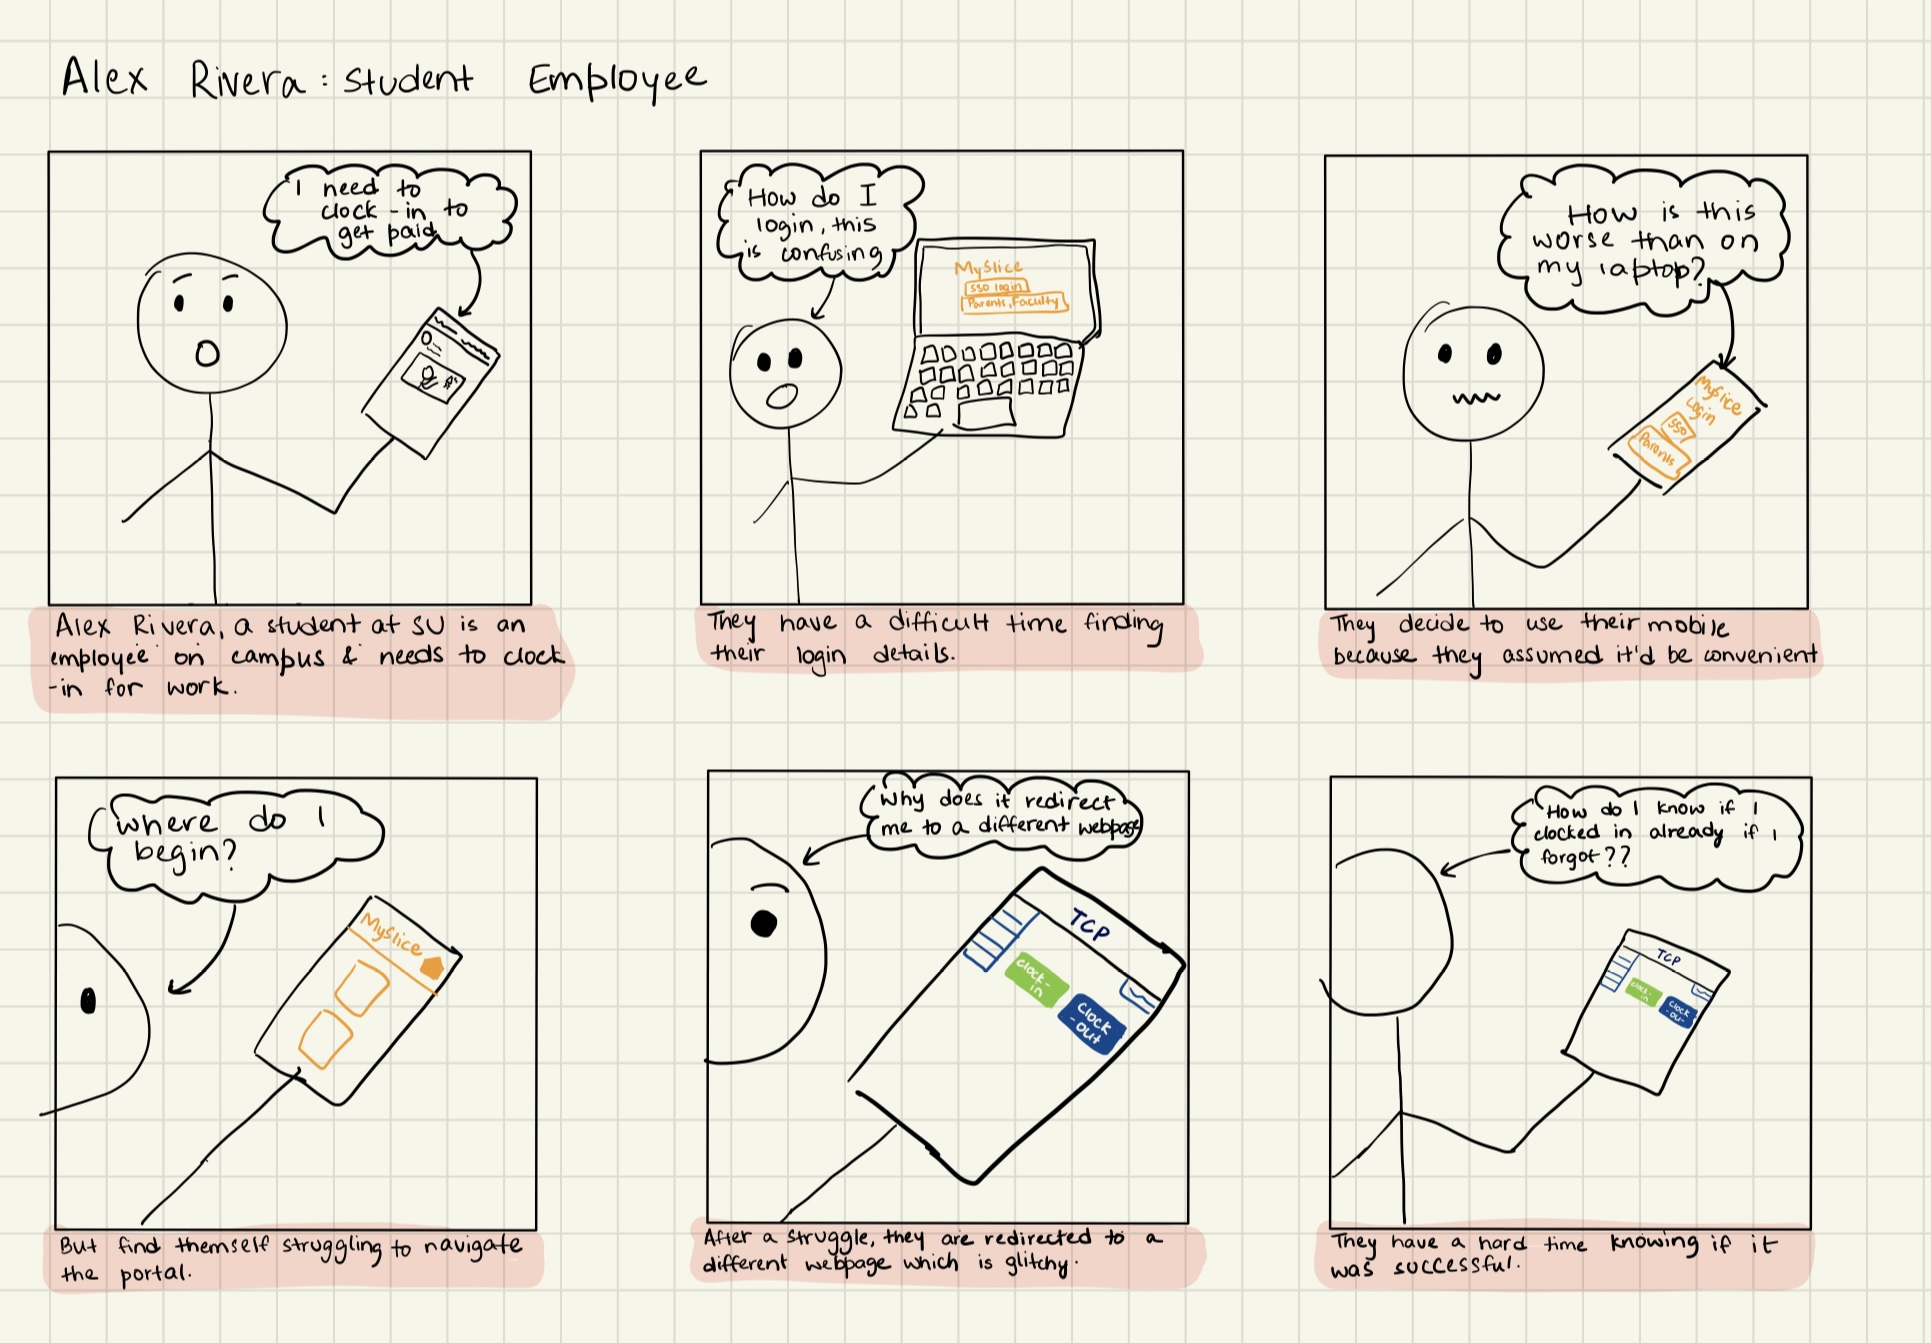 Alex Rivera: Student Employee
I need to
clock-in to
get paid
Alex Rivera, a student at SU is an
employee on campus & needs to clock
-in for work.
How do I
login, this
is confusing
MySlice
SSO login
Parents, Faculty
They have a difficult time finding
their login details.
How is this
worse than on
my laptop?
MySlice
Login
SSO
Parents
They decide to use their mobile
because they assumed it'd be convenient
Where do I
begin?
MySlice
But find themself struggling to navigate
the portal.
Why does it redirect
me to a different webpage
TCP
Clock-
in
Clock
-out
After a struggle, they are redirected to a
different webpage which is glitchy.
How do I know if I
clocked in already if I
forgot??
TCP
Clock-
in
Clock
-out
They have a hard time knowing if it
was successful.